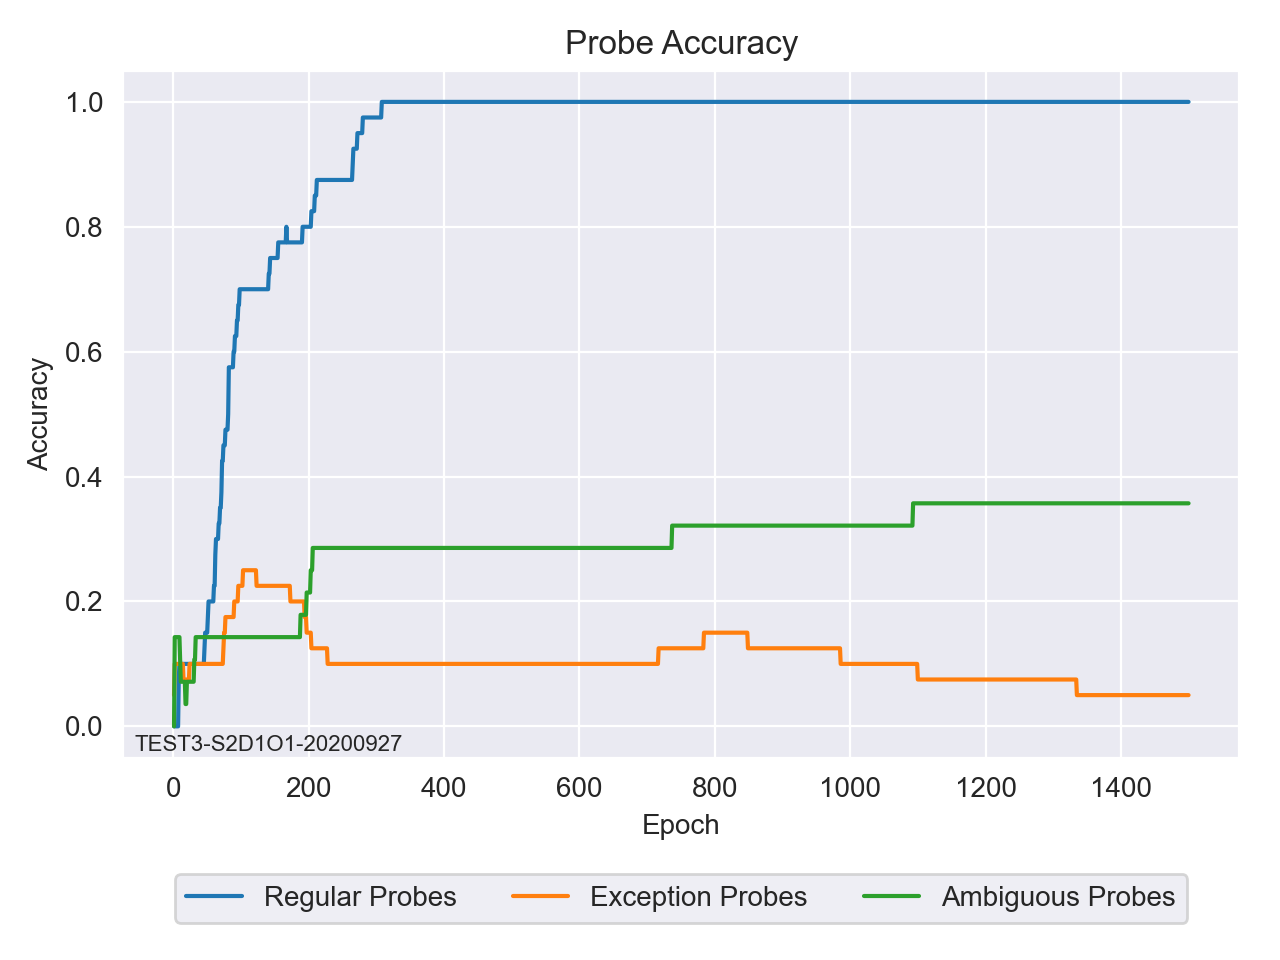 Probe Accuracy
1.0
0.8
0.6
0.4
0.2
0.0
Accuracy
TEST3-S2D1O1-20200927
0 200 400 600 800 1000 1200 1400
Epoch
Regular Probes Exception Probes Ambiguous Probes